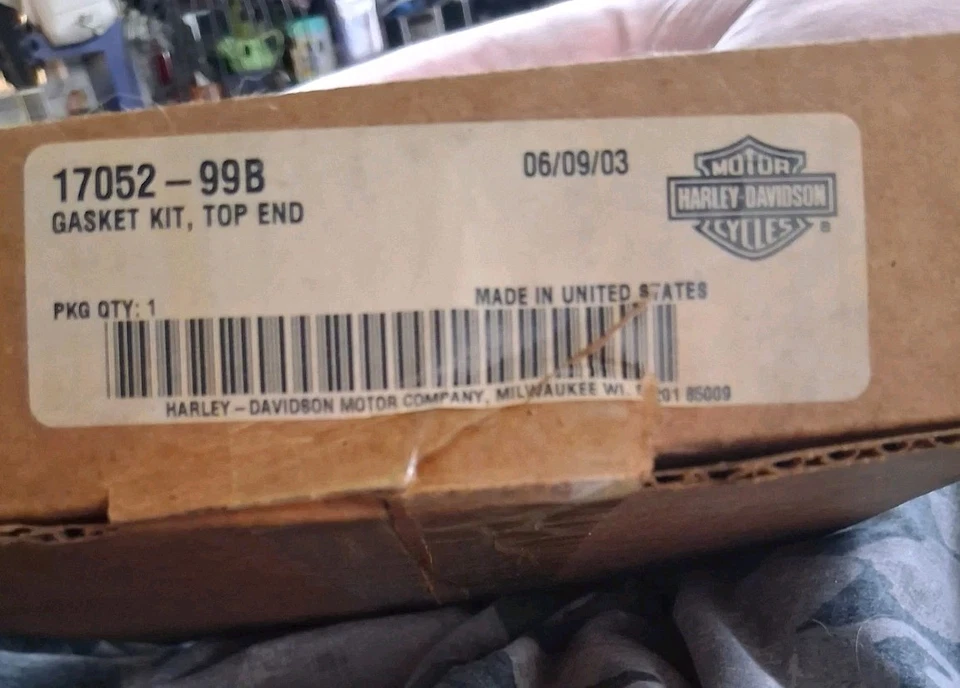 17052-99B
GASKET KIT, TOP END
06/09/03
MOTOR
HARLEY-DAVIDSON
CYCLES
®
PKG QTY: 1
MADE IN UNITED STATES
HARLEY-DAVIDSON MOTOR COMPANY, MILWAUKEE WI. 85009